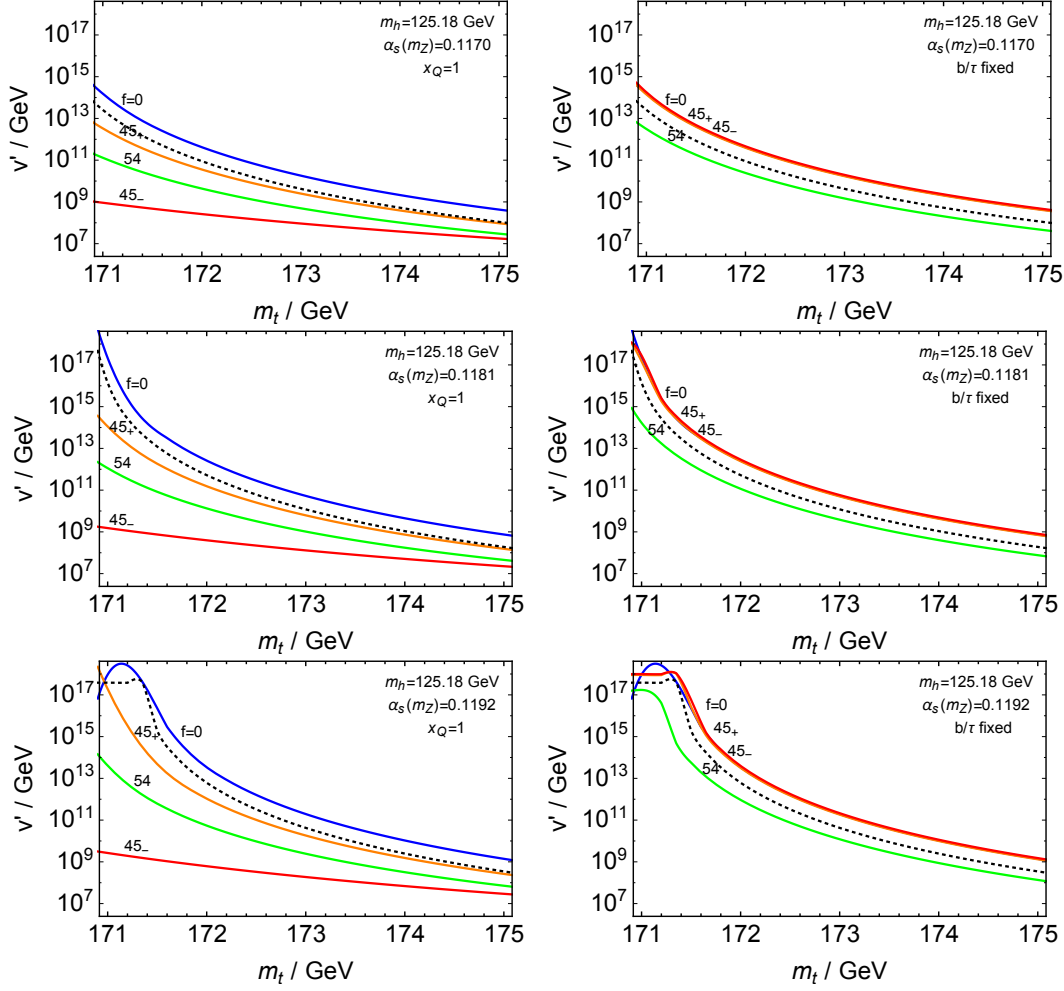 m_h=125.18 GeV
α_s(m_Z)=0.1170
x_Q=1
f=0
45₊
54
45₋
10^17
10^15
10^13
10^11
10^9
10^7
v' / GeV
171 172 173 174 175
m_t / GeV
m_h=125.18 GeV
α_s(m_Z)=0.1170
b/τ fixed
f=0
45₊
45₋
54
10^17
10^15
10^13
10^11
10^9
10^7
v' / GeV
171 172 173 174 175
m_t / GeV
m_h=125.18 GeV
α_s(m_Z)=0.1181
x_Q=1
f=0
45₊
54
45₋
10^17
10^15
10^13
10^11
10^9
10^7
v' / GeV
171 172 173 174 175
m_t / GeV
m_h=125.18 GeV
α_s(m_Z)=0.1181
b/τ fixed
f=0
45₊
45₋
54
10^17
10^15
10^13
10^11
10^9
10^7
v' / GeV
171 172 173 174 175
m_t / GeV
m_h=125.18 GeV
α_s(m_Z)=0.1192
x_Q=1
f=0
45₊
54
45₋
10^17
10^15
10^13
10^11
10^9
10^7
v' / GeV
171 172 173 174 175
m_t / GeV
m_h=125.18 GeV
α_s(m_Z)=0.1192
b/τ fixed
f=0
45₊
45₋
54
10^17
10^15
10^13
10^11
10^9
10^7
v' / GeV
171 172 173 174 175
m_t / GeV